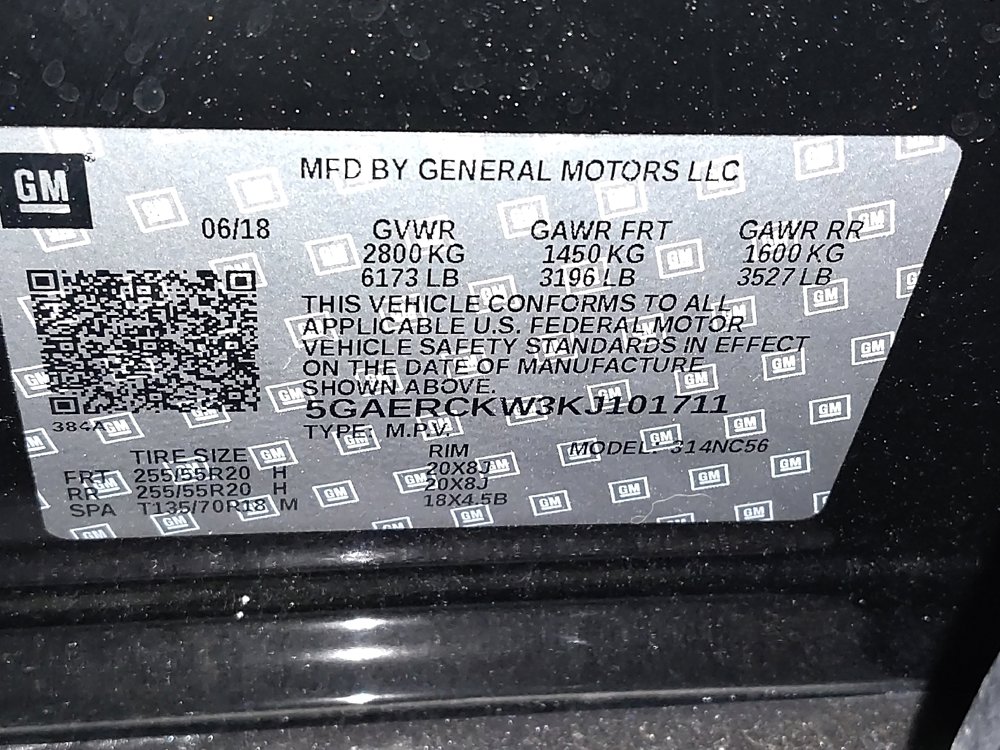 GM
MFD BY GENERAL MOTORS LLC
06/18 GVWR GAWR FRT GAWR RR
2800 KG 1450 KG 1600 KG
6173 LB 3196 LB 3527 LB
THIS VEHICLE CONFORMS TO ALL
APPLICABLE U.S. FEDERAL MOTOR
VEHICLE SAFETY STANDARDS IN EFFECT
ON THE DATE OF MANUFACTURE
SHOWN ABOVE.
5GAERCKW3KJ101711
384A
TYPE: M.P.V. MODEL: 314NC56
TIRE SIZE RIM
FRT 255/55R20 H 20X8J
RR 255/55R20 H 20X8J
SPA T135/70R18 M 18X4.5B